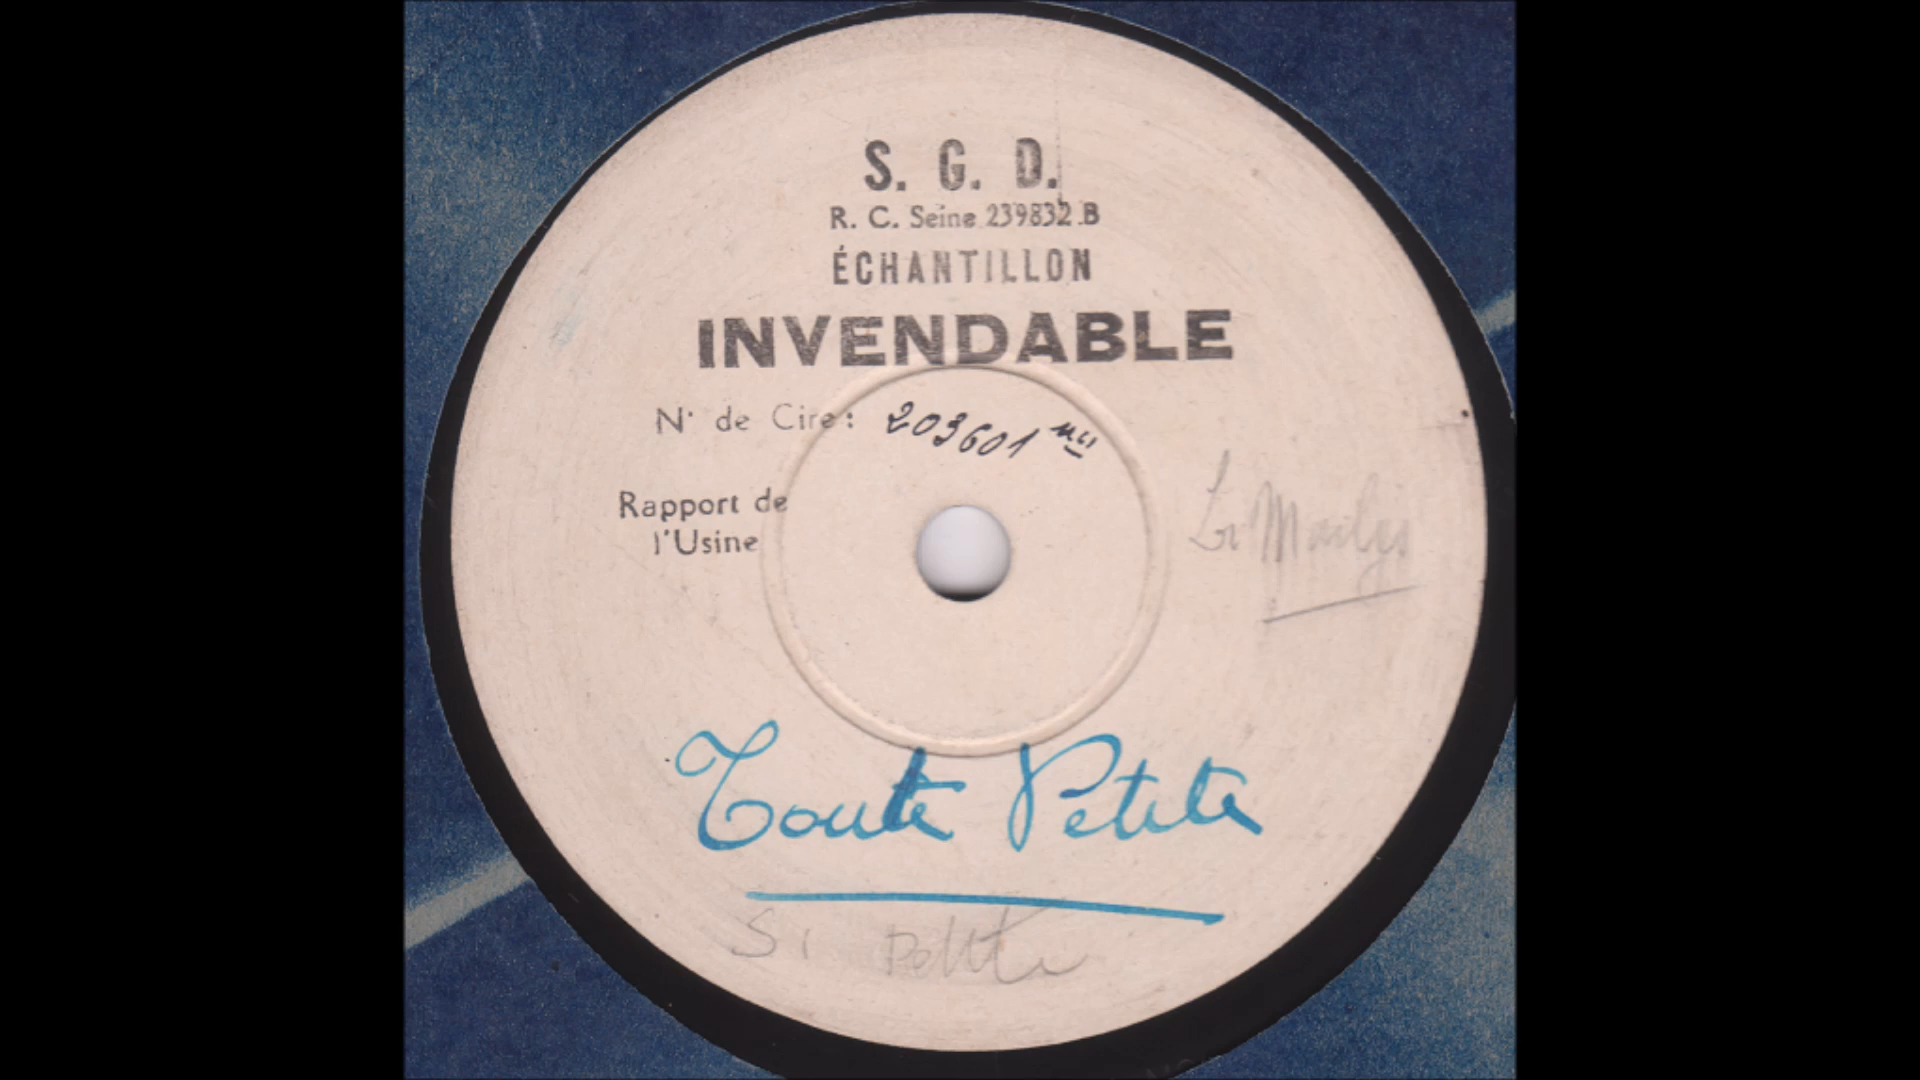 S. G. D.
R. C. Seine 239832 B
ÉCHANTILLON
INVENDABLE
N° de Cire : 203601
Rapport de
l'Usine
Toute Petite
Si petite